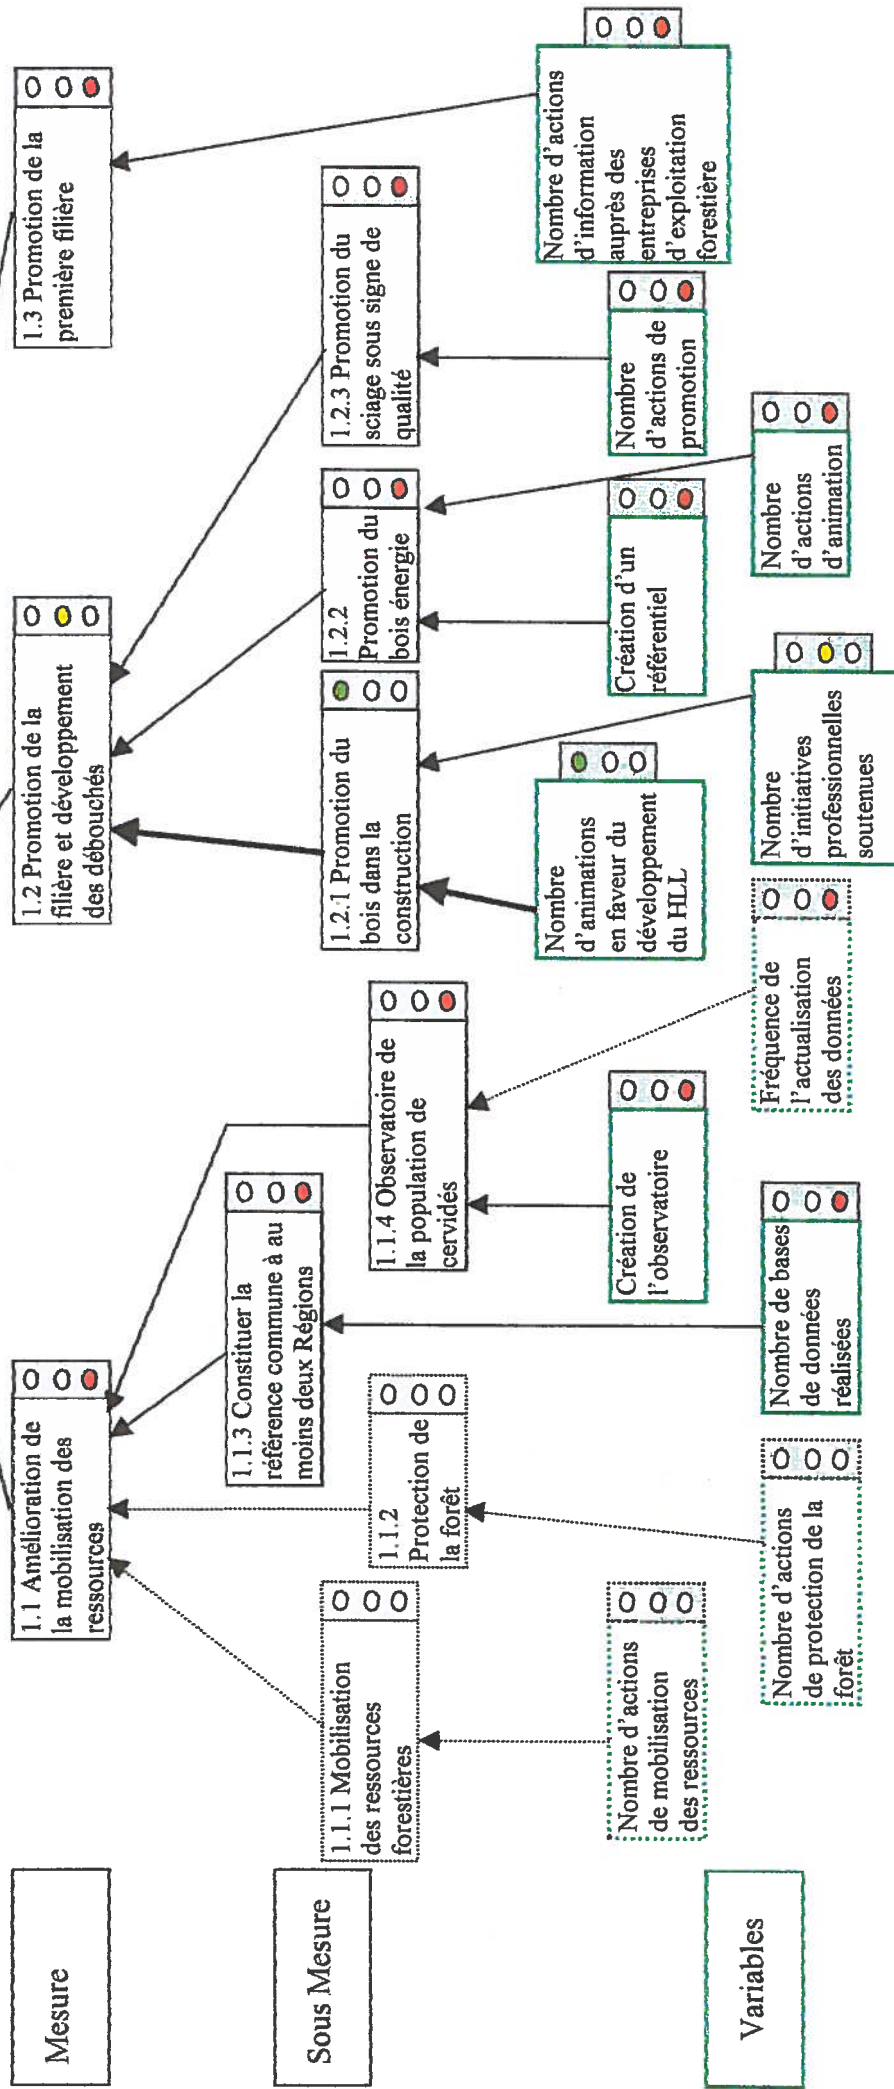 Mesure
1.1 Amélioration de
la mobilisation des
ressources
1.2 Promotion de la
filière et développement
des débouchés
1.3 Promotion de la
première filière
Sous Mesure
1.1.1 Mobilisation
des ressources
forestières
1.1.2
Protection de
la forêt
1.1.3 Constituer la
référence commune à au
moins deux Régions
1.1.4 Observatoire de
la population de
cervidés
1.2.1 Promotion du
bois dans la
construction
1.2.2
Promotion du
bois énergie
1.2.3 Promotion du
sciage sous signe de
qualité
Variables
Nombre d'actions
de mobilisation
des ressources
Nombre d'actions
de protection de la
forêt
Nombre de bases
de données
réalisées
Création de
l'observatoire
Fréquence de
l'actualisation
des données
Nombre
d'animations
en faveur du
développement
du HLL
Nombre
d'initiatives
professionnelles
soutenues
Création d'un
référentiel
Nombre
d'actions
d'animation
Nombre
d'actions de
promotion
Nombre d'actions
d'information
auprès des
entreprises
d'exploitation
forestière